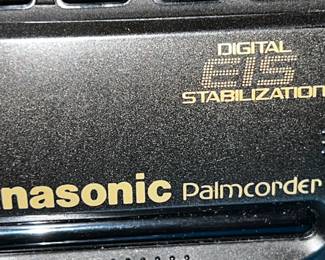 DIGITAL
EIS
STABILIZATION
nasonic Palmcorder